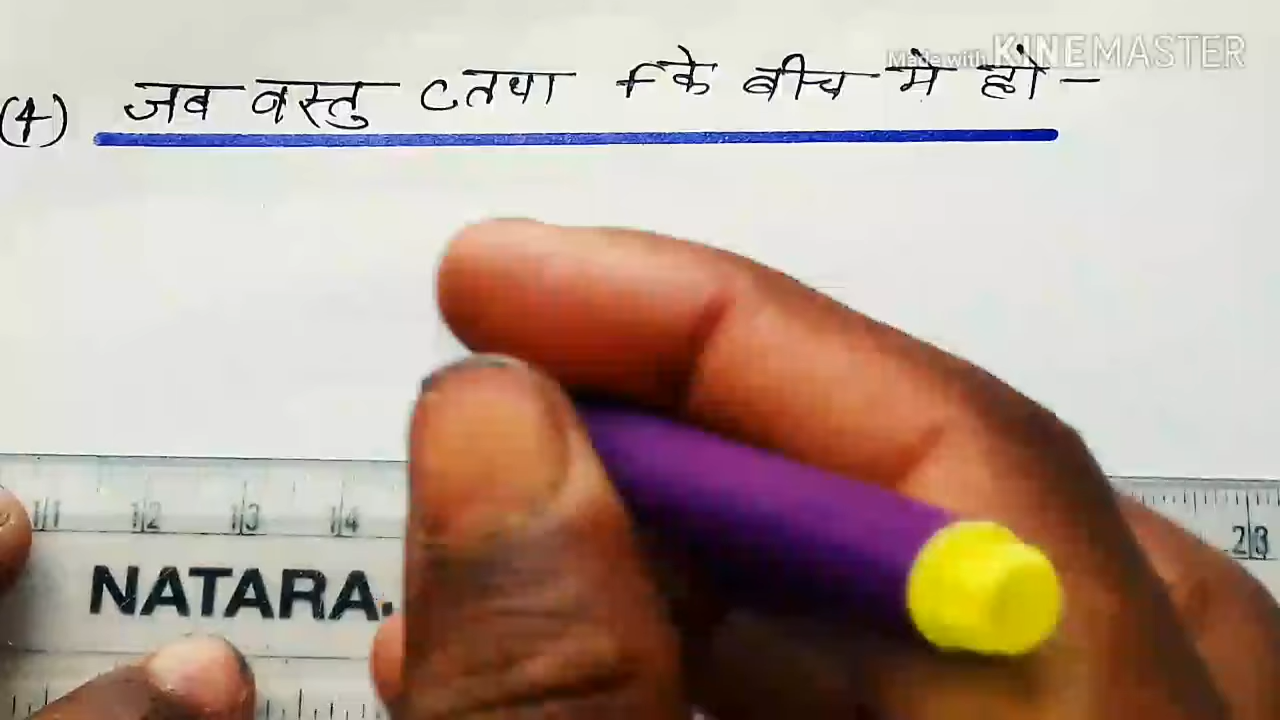 Made with KINEMASTER
(4) जब वस्तु C तथा F के बीच मे हो -
11 12 13 14 23
NATARA